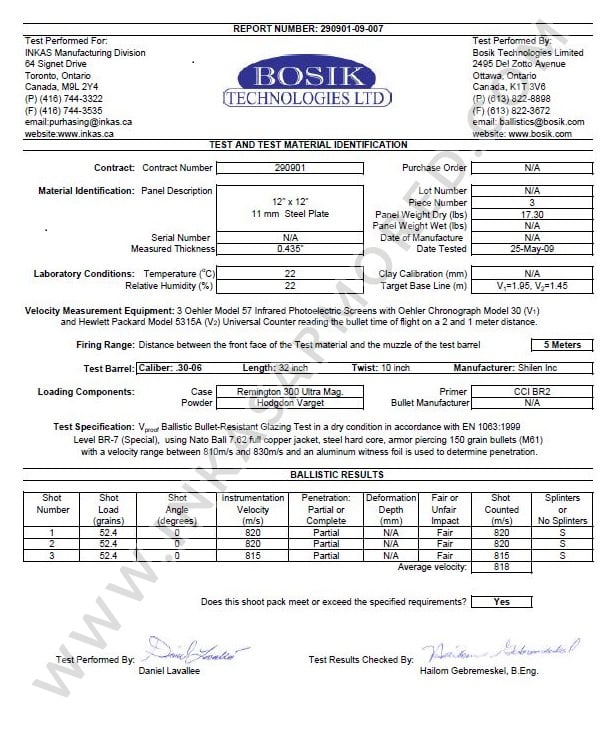 REPORT NUMBER: 290901-09-007
Test Performed For:
INKAS Manufacturing Division
64 Signet Drive
Toronto, Ontario
Canada, M9L 2Y4
(P) (416) 744-3322
(F) (416) 744-3535
email:purhasing@inkas.ca
website:www.inkas.ca
BOSIK
TECHNOLOGIES LTD
Test Performed By:
Bosik Technologies Limited
2495 Del Zotto Avenue
Ottawa, Ontario
Canada, K1T 3V6
(P) (613) 822-8898
(F) (613) 822-3672
email: ballistics@bosik.com
website: www.bosik.com
TEST AND TEST MATERIAL IDENTIFICATION
Contract: Contract Number 290901 Purchase Order N/A
Material Identification: Panel Description 12" x 12" Lot Number N/A
11 mm Steel Plate Piece Number 3
Panel Weight Dry (lbs) 17.30
Panel Weight Wet (lbs) N/A
Serial Number N/A Date of Manufacture N/A
Measured Thickness 0.435" Date Tested 25-May-09
Laboratory Conditions: Temperature (°C) 22 Clay Calibration (mm) N/A
Relative Humidity (%) 22 Target Base Line (m) V1=1.95, V2=1.45
Velocity Measurement Equipment: 3 Oehler Model 57 Infrared Photoelectric Screens with Oehler Chronograph Model 30 (V1)
and Hewlett Packard Model 5315A (V2) Universal Counter reading the bullet time of flight on a 2 and 1 meter distance.
Firing Range: Distance between the front face of the Test material and the muzzle of the test barrel 5 Meters
Test Barrel: Caliber: .30-06 Length: 32 inch Twist: 10 inch Manufacturer: Shilen Inc
Loading Components: Case Remington 300 Ultra Mag. Primer CCI BR2
Powder Hodgdon Varget Bullet Manufacturer N/A
Test Specification: Vproof Ballistic Bullet-Resistant Glazing Test in a dry condition in accordance with EN 1063:1999
Level BR-7 (Special), using Nato Ball 7.62 full copper jacket, steel hard core, armor piercing 150 grain bullets (M61)
with a velocity range between 810m/s and 830m/s and an aluminum witness foil is used to determine penetration.
BALLISTIC RESULTS
Shot Shot Shot Instrumentation Penetration: Deformation Fair or Shot Splinters
Number Load Angle Velocity Partial or Depth Unfair Counted or
(grains) (degrees) (m/s) Complete (mm) Impact (m/s) No Splinters
1 52.4 0 820 Partial N/A Fair 820 S
2 52.4 0 820 Partial N/A Fair 820 S
3 52.4 0 815 Partial N/A Fair 815 S
Average velocity: 818
Does this shoot pack meet or exceed the specified requirements? Yes
Test Performed By: Daniel Lavallee
Daniel Lavallee
Test Results Checked By: Hailom Gebremeskel
Hailom Gebremeskel, B.Eng.
WWW.INKASARMORED.COM